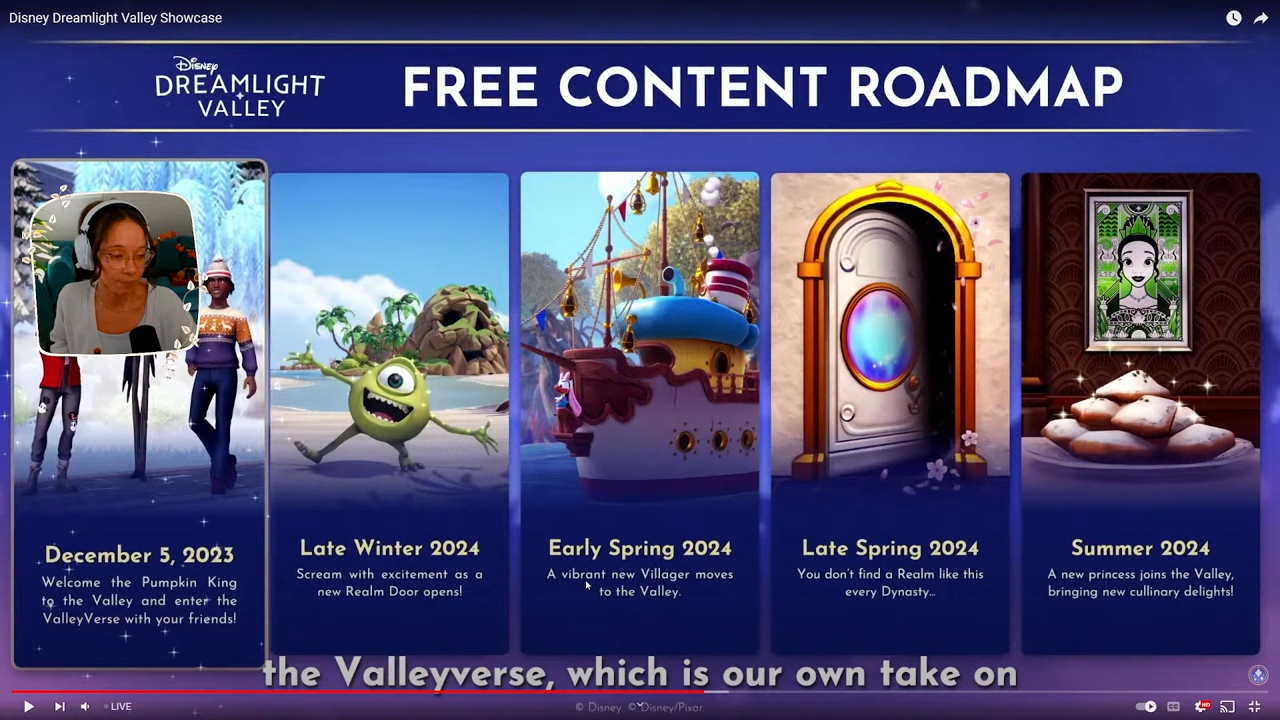 Disney Dreamlight Valley Showcase
Disney
DREAMLIGHT
VALLEY
FREE CONTENT ROADMAP
December 5, 2023
Welcome the Pumpkin King
to the Valley and enter the
ValleyVerse with your friends!
Late Winter 2024
Scream with excitement as a
new Realm Door opens!
Early Spring 2024
A vibrant new Villager moves
to the Valley.
Late Spring 2024
You don't find a Realm like this
every Dynasty...
Summer 2024
A new princess joins the Valley,
bringing new cullinary delights!
the Valleyverse, which is our own take on
LIVE
© Disney. © Disney/Pixar.
CC
HD